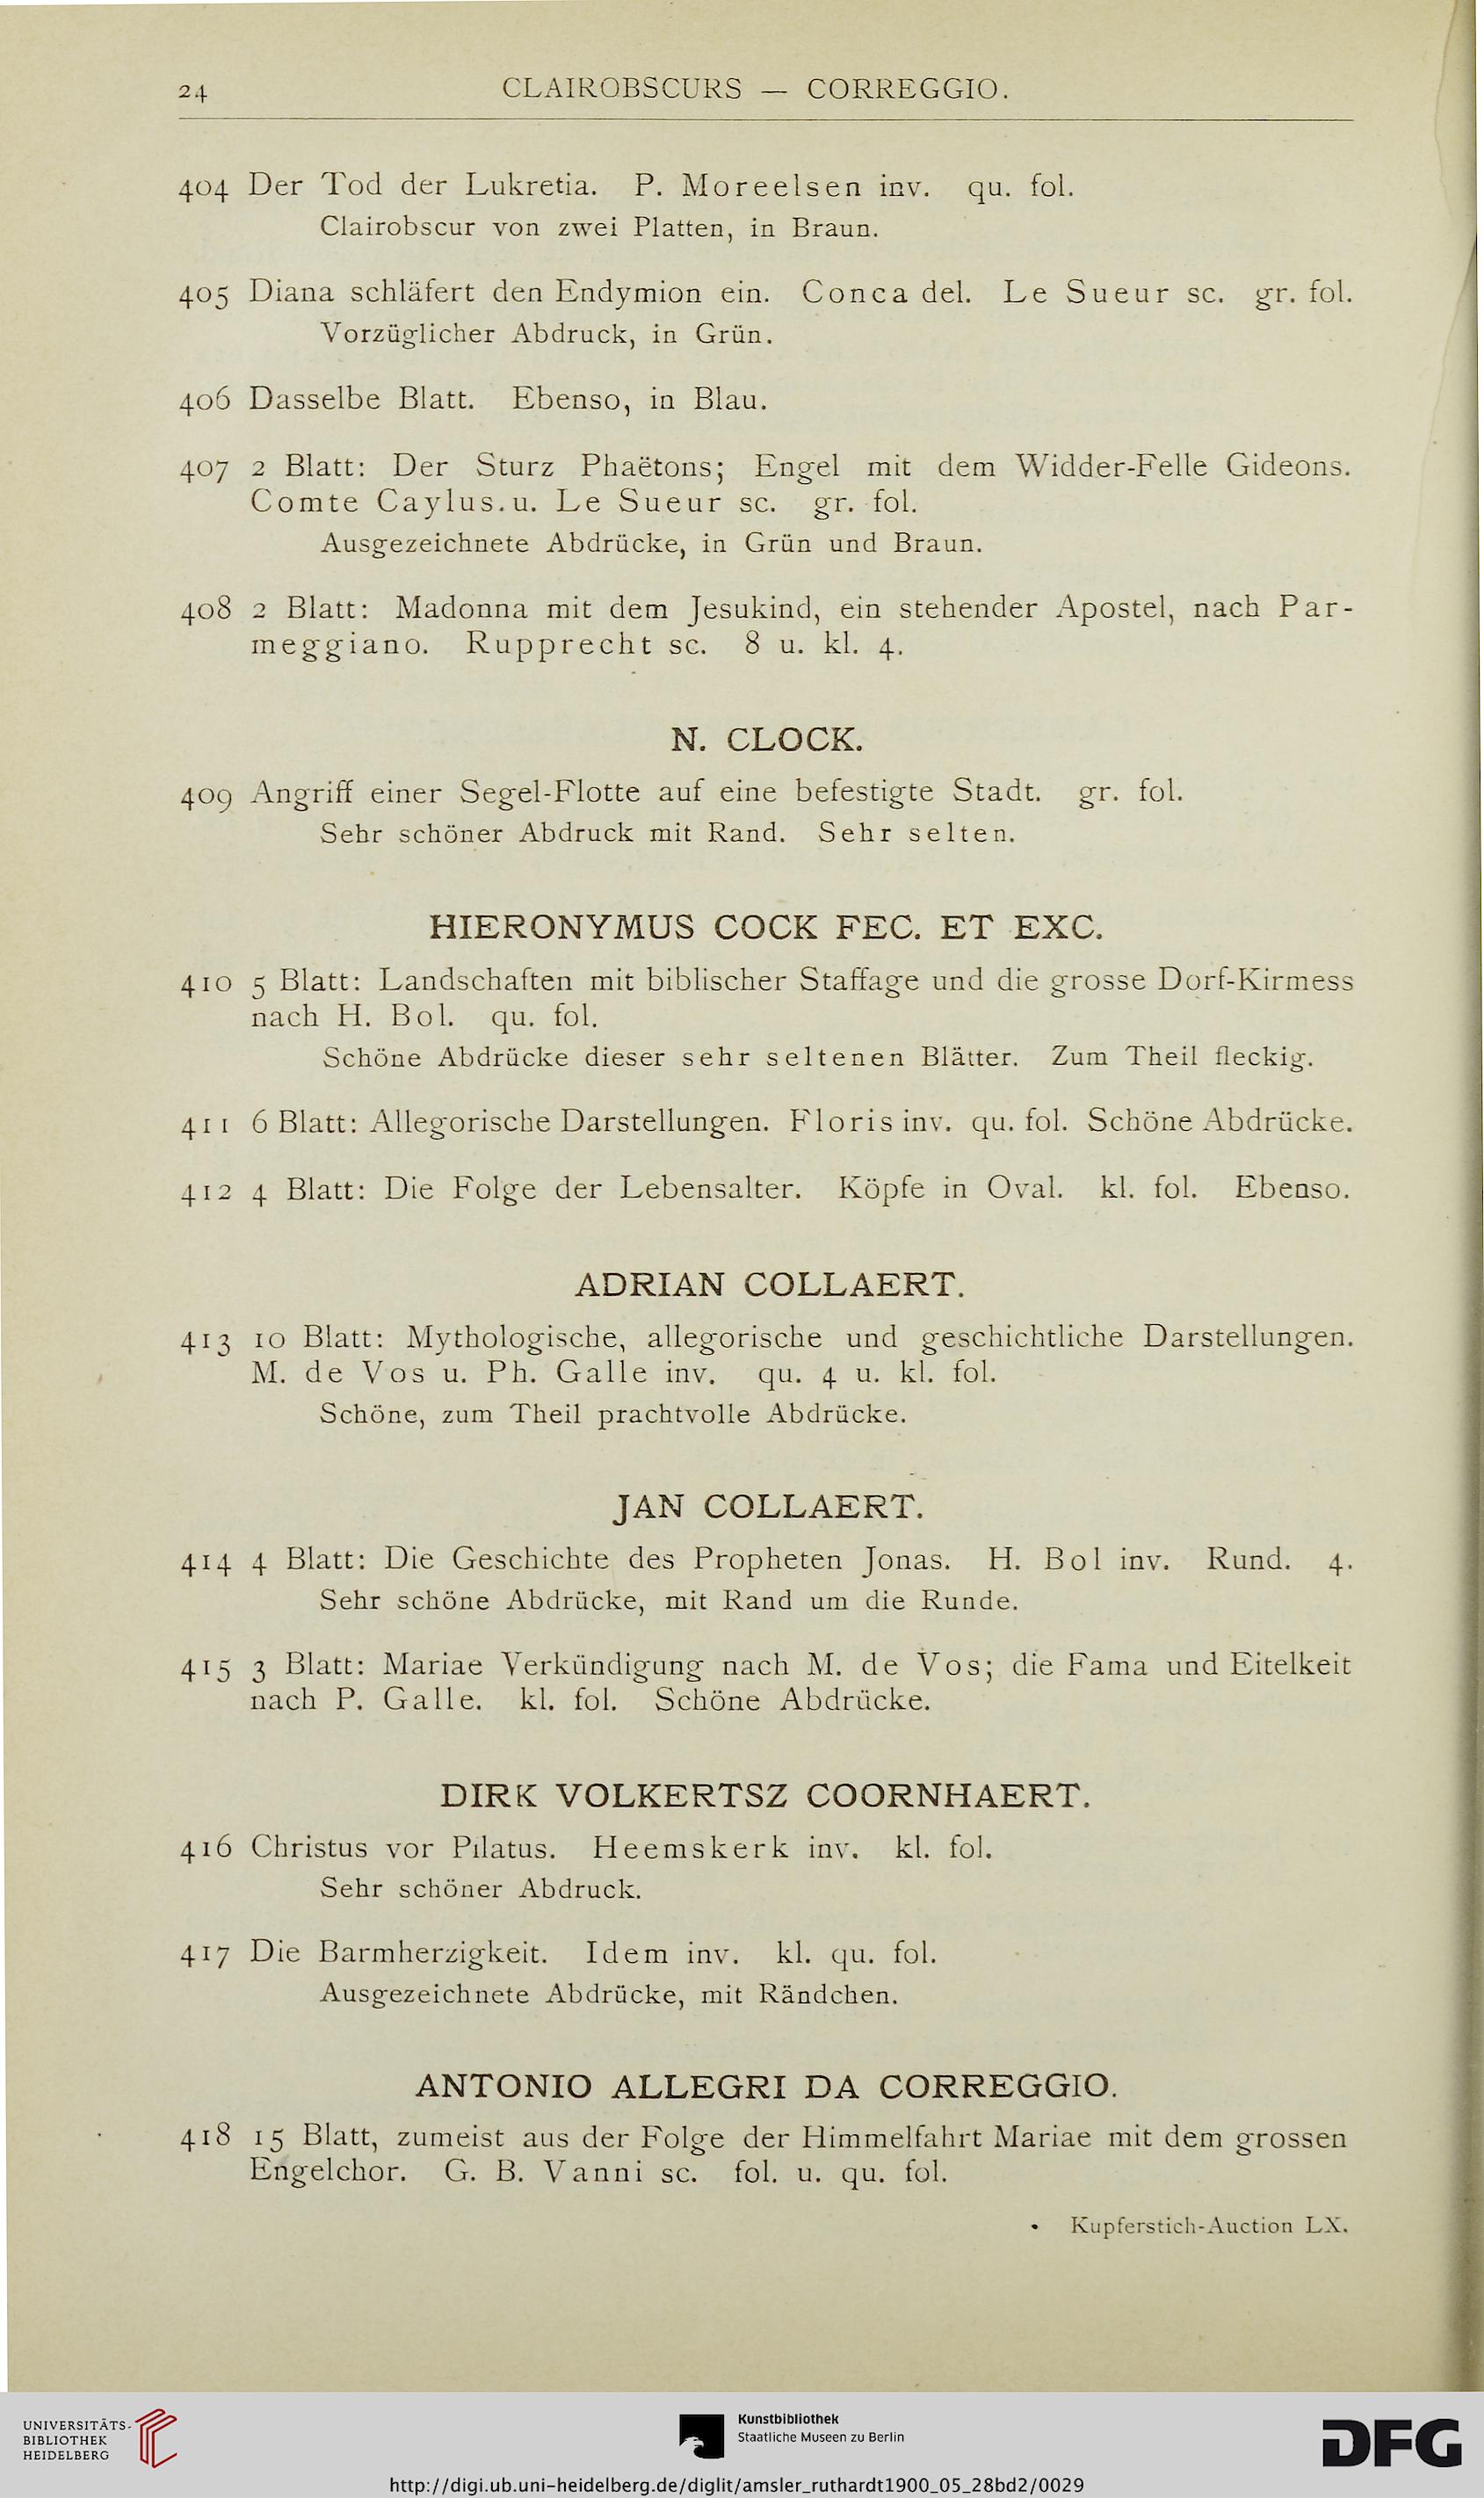 24 CLAIROBSCURS — CORREGGIO.
404 Der Tod der Lukretia. P. Moreelsen inv. qu. fol.
Clairobscur von zwei Platten, in Braun.
405 Diana schläfert den Endymion ein. Conca del. Le Sueur sc. gr. fol.
Vorzüglicher Abdruck, in Grün.
406 Dasselbe Blatt. Ebenso, in Blau.
407 2 Blatt: Der Sturz Phaëtons; Engel mit dem Widder-Felle Gideons.
Comte Caylus.u. Le Sueur sc. gr. fol.
Ausgezeichnete Abdrücke, in Grün und Braun.
408 2 Blatt: Madonna mit dem Jesukind, ein stehender Apostel, nach Par-
meggiano. Rupprecht sc. 8 u. kl. 4.
N. CLOCK.
409 Angriff einer Segel-Flotte auf eine befestigte Stadt. gr. fol.
Sehr schöner Abdruck mit Rand. Sehr selten.
HIERONYMUS COCK FEC. ET EXC.
410 5 Blatt: Landschaften mit biblischer Staffage und die grosse Dorf-Kirmess
nach H. Bol. qu. fol.
Schöne Abdrücke dieser sehr seltenen Blätter. Zum Theil fleckig.
411 6 Blatt: Allegorische Darstellungen. Floris inv. qu. fol. Schöne Abdrücke.
412 4 Blatt: Die Folge der Lebensalter. Köpfe in Oval. kl. fol. Ebenso.
ADRIAN COLLAERT.
413 10 Blatt: Mythologische, allegorische und geschichtliche Darstellungen.
M. de Vos u. Ph. Galle inv. qu. 4 u. kl. fol.
Schöne, zum Theil prachtvolle Abdrücke.
JAN COLLAERT.
414 4 Blatt: Die Geschichte des Propheten Jonas. H. Bol inv. Rund. 4.
Sehr schöne Abdrücke, mit Rand um die Runde.
415 3 Blatt: Mariae Verkündigung nach M. de Vos; die Fama und Eitelkeit
nach P. Galle. kl. fol. Schöne Abdrücke.
DIRK VOLKERTSZ COORNHAERT.
416 Christus vor Pilatus. Heemskerk inv. kl. fol.
Sehr schöner Abdruck.
417 Die Barmherzigkeit. Idem inv. kl. qu. fol.
Ausgezeichnete Abdrücke, mit Rändchen.
ANTONIO ALLEGRI DA CORREGGIO.
418 15 Blatt, zumeist aus der Folge der Himmelfahrt Mariae mit dem grossen
Engelchor. G. B. Vanni sc. fol. u. qu. fol.
Kupferstich-Auction LX.
UNIVERSITÄTS-
BIBLIOTHEK
HEIDELBERG
Kunstbibliothek
Staatliche Museen zu Berlin
DFG
http://digi.ub.uni-heidelberg.de/diglit/amsler_ruthardt1900_05_28bd2/0029